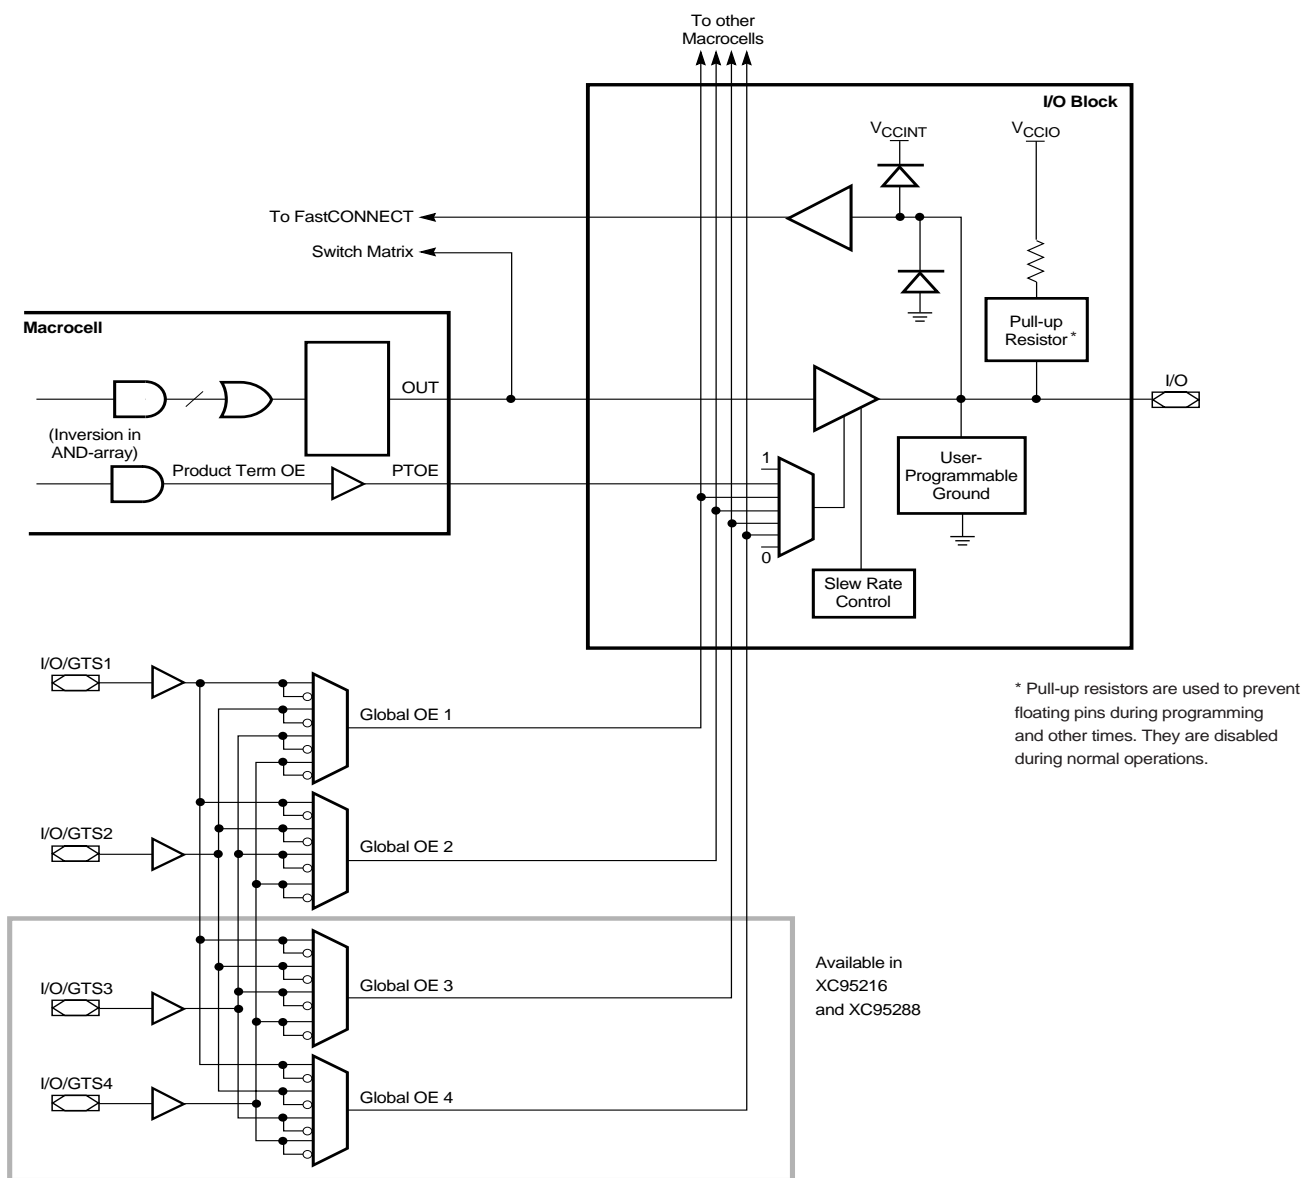 To other
Macrocells
I/O Block
VCCINT
VCCIO
To FastCONNECT
Switch Matrix
Macrocell
Pull-up
Resistor *
OUT
I/O
(Inversion in
AND-array)
Product Term OE
PTOE
1
0
User-
Programmable
Ground
Slew Rate
Control
I/O/GTS1
Global OE 1
* Pull-up resistors are used to prevent
floating pins during programming
and other times. They are disabled
during normal operations.
I/O/GTS2
Global OE 2
I/O/GTS3
Global OE 3
Available in
XC95216
and XC95288
I/O/GTS4
Global OE 4